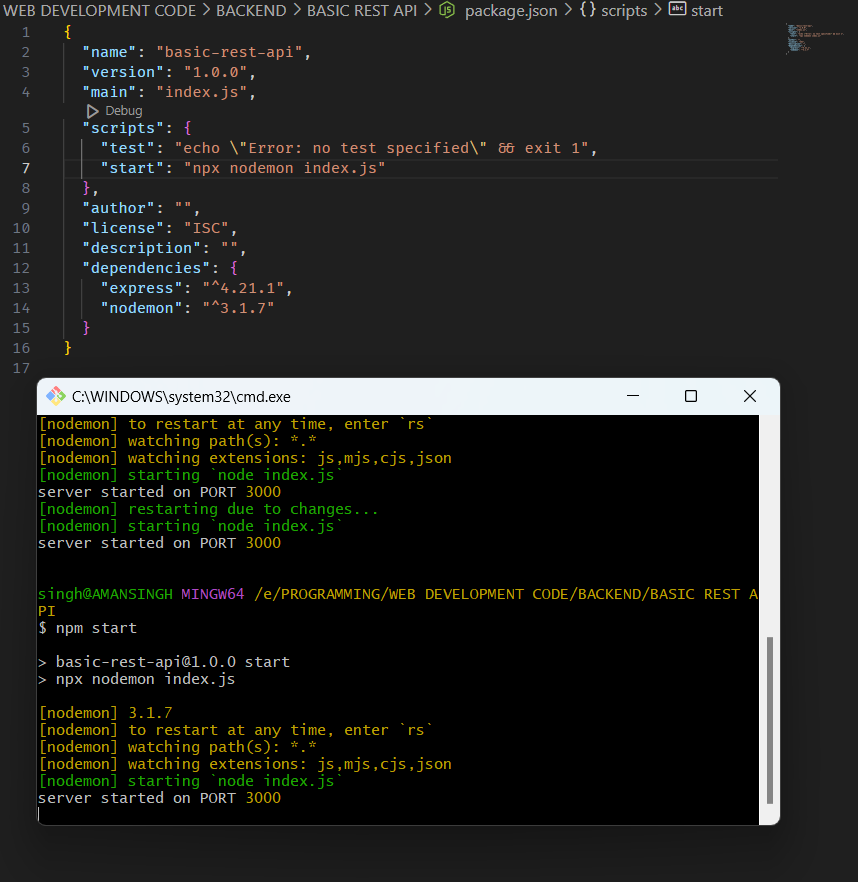 WEB DEVELOPMENT CODE > BACKEND > BASIC REST API > package.json > {} scripts > abc start
1 {
2 "name": "basic-rest-api",
3 "version": "1.0.0",
4 "main": "index.js",
Debug
5 "scripts": {
6 "test": "echo \"Error: no test specified\" && exit 1",
7 "start": "npx nodemon index.js"
8 },
9 "author": "",
10 "license": "ISC",
11 "description": "",
12 "dependencies": {
13 "express": "^4.21.1",
14 "nodemon": "^3.1.7"
15 }
16 }
17
C:\WINDOWS\system32\cmd.exe
[nodemon] to restart at any time, enter `rs`
[nodemon] watching path(s): *.*
[nodemon] watching extensions: js,mjs,cjs,json
[nodemon] starting `node index.js`
server started on PORT 3000
[nodemon] restarting due to changes...
[nodemon] starting `node index.js`
server started on PORT 3000
singh@AMANSINGH MINGW64 /e/PROGRAMMING/WEB DEVELOPMENT CODE/BACKEND/BASIC REST A
PI
$ npm start
> basic-rest-api@1.0.0 start
> npx nodemon index.js
[nodemon] 3.1.7
[nodemon] to restart at any time, enter `rs`
[nodemon] watching path(s): *.*
[nodemon] watching extensions: js,mjs,cjs,json
[nodemon] starting `node index.js`
server started on PORT 3000